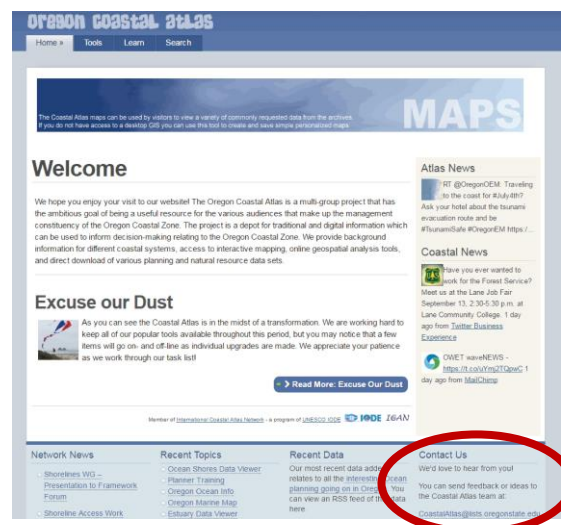 Oregon Coastal Atlas
Home »
Tools
Learn
Search
The Coastal Atlas maps can be used by visitors to view a variety of commonly requested data from the archives.
If you do not have access to a desktop GIS you can use this tool to create and save simple personalized maps
MAPS
Welcome
We hope you enjoy your visit to our website! The Oregon Coastal Atlas is a multi-group project that has
the ambitious goal of being a useful resource for the various audiences that make up the management
constituency of the Oregon Coastal Zone. The project is a depot for traditional and digital information which
can be used to inform decision-making relating to the Oregon Coastal Zone. We provide background
information for different coastal systems, access to interactive mapping, online geospatial analysis tools,
and direct download of various planning and natural resource data sets.
Excuse our Dust
As you can see the Coastal Atlas is in the midst of a transformation. We are working hard to
keep all of our popular tools available throughout this period, but you may notice that a few
items will go on- and off-line as individual upgrades are made. We appreciate your patience
as we work through our task list!
Read More: Excuse Our Dust
Member of International Coastal Atlas Network - a program of UNESCO IODE
IODE
IGAN
Atlas News
RT @OregonOEM: Traveling
to the coast for #July4th?
Ask your hotel about the tsunami
evacuation route and be
#TsunamiSafe #OregonEM https:/...
Coastal News
Have you ever wanted to
work for the Forest Service?
Meet us at the Lane Job Fair
September 13, 2:30-5:30 p.m. at
Lane Community College. 1 day
ago from Twitter Business
Experience
OWET waveNEWS -
https://t.co/uYmj2TQpwC 1
day ago from MailChimp
Network News
Shorelines WG –
Presentation to Framework
Forum
Shoreline Access Work
Recent Topics
Ocean Shores Data Viewer
Planner Training
Oregon Ocean Info
Oregon Marine Map
Estuary Data Viewer
Recent Data
Our most recent data added
relates to all the interesting Ocean
planning going on in Oregon. You
can view an RSS feed of the data
here
Contact Us
We'd love to hear from you!
You can send feedback or ideas to
the Coastal Atlas team at:
CoastalAtlas@lists.oregonstate.edu